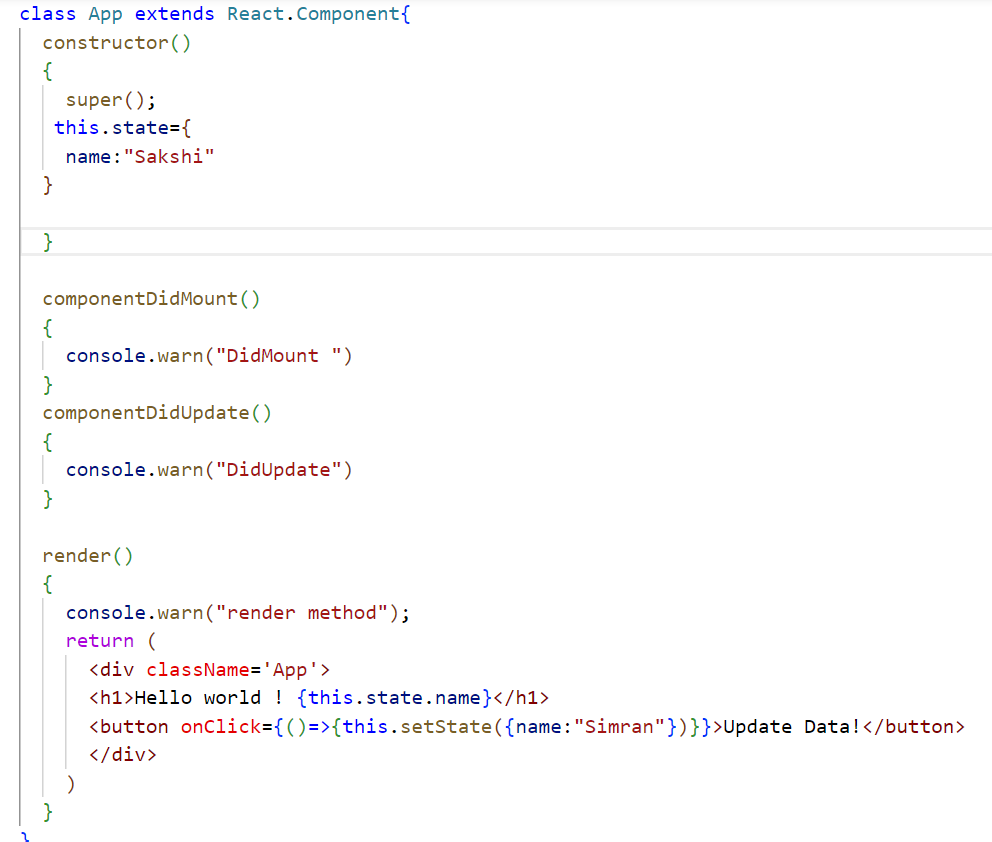 class App extends React.Component{
  constructor()
  {
    super();
   this.state={
    name:"Sakshi"
  }

  }

  componentDidMount()
  {
    console.warn("DidMount ")
  }
  componentDidUpdate()
  {
    console.warn("DidUpdate")
  }

  render()
  {
    console.warn("render method");
    return (
      <div className='App'>
      <h1>Hello world ! {this.state.name}</h1>
      <button onClick={()=>{this.setState({name:"Simran"})}}>Update Data!</button>
      </div>
    )
  }
}